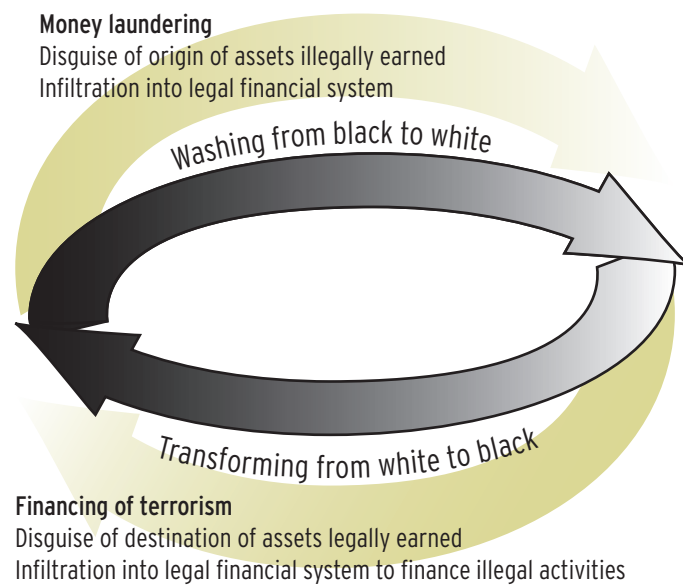 Money laundering
Disguise of origin of assets illegally earned
Infiltration into legal financial system
Washing from black to white
Transforming from white to black
Financing of terrorism
Disguise of destination of assets legally earned
Infiltration into legal financial system to finance illegal activities